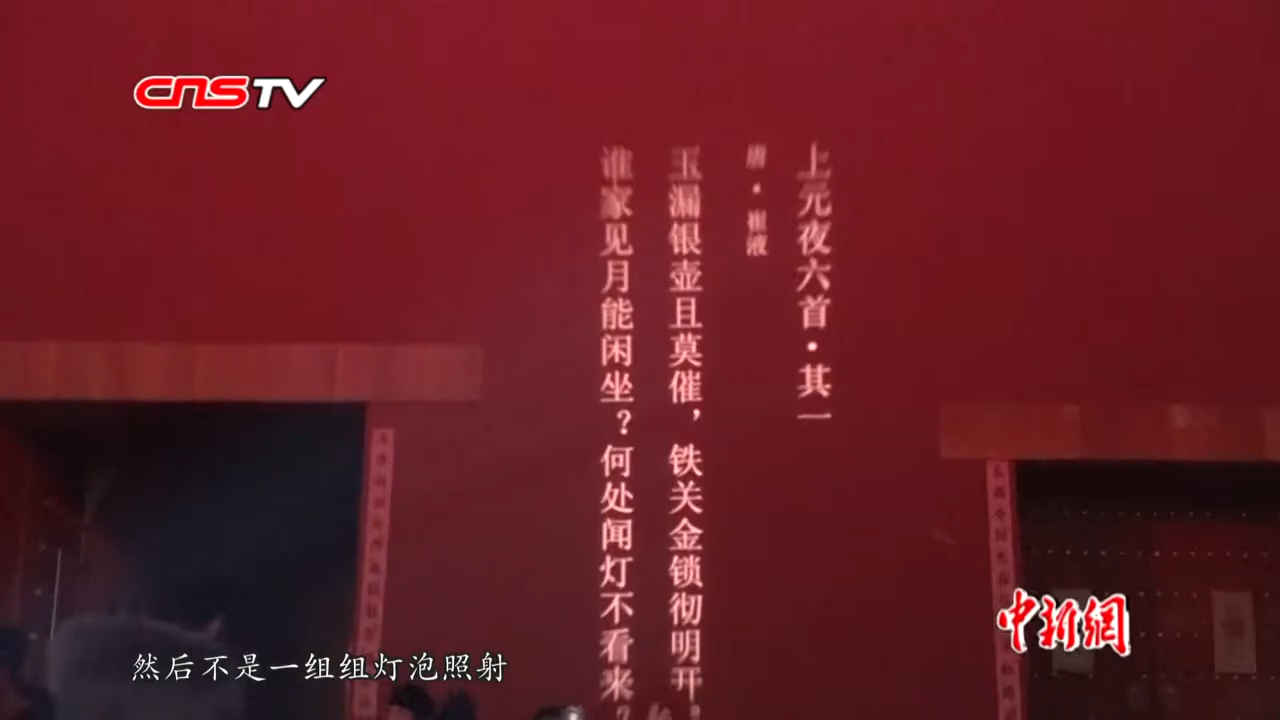 CNSTV
上元夜六首·其一
唐·崔液
玉漏银壶且莫催，铁关金锁彻明开。
谁家见月能闲坐？何处闻灯不看来？
中新網
然后不是一组组灯泡照射